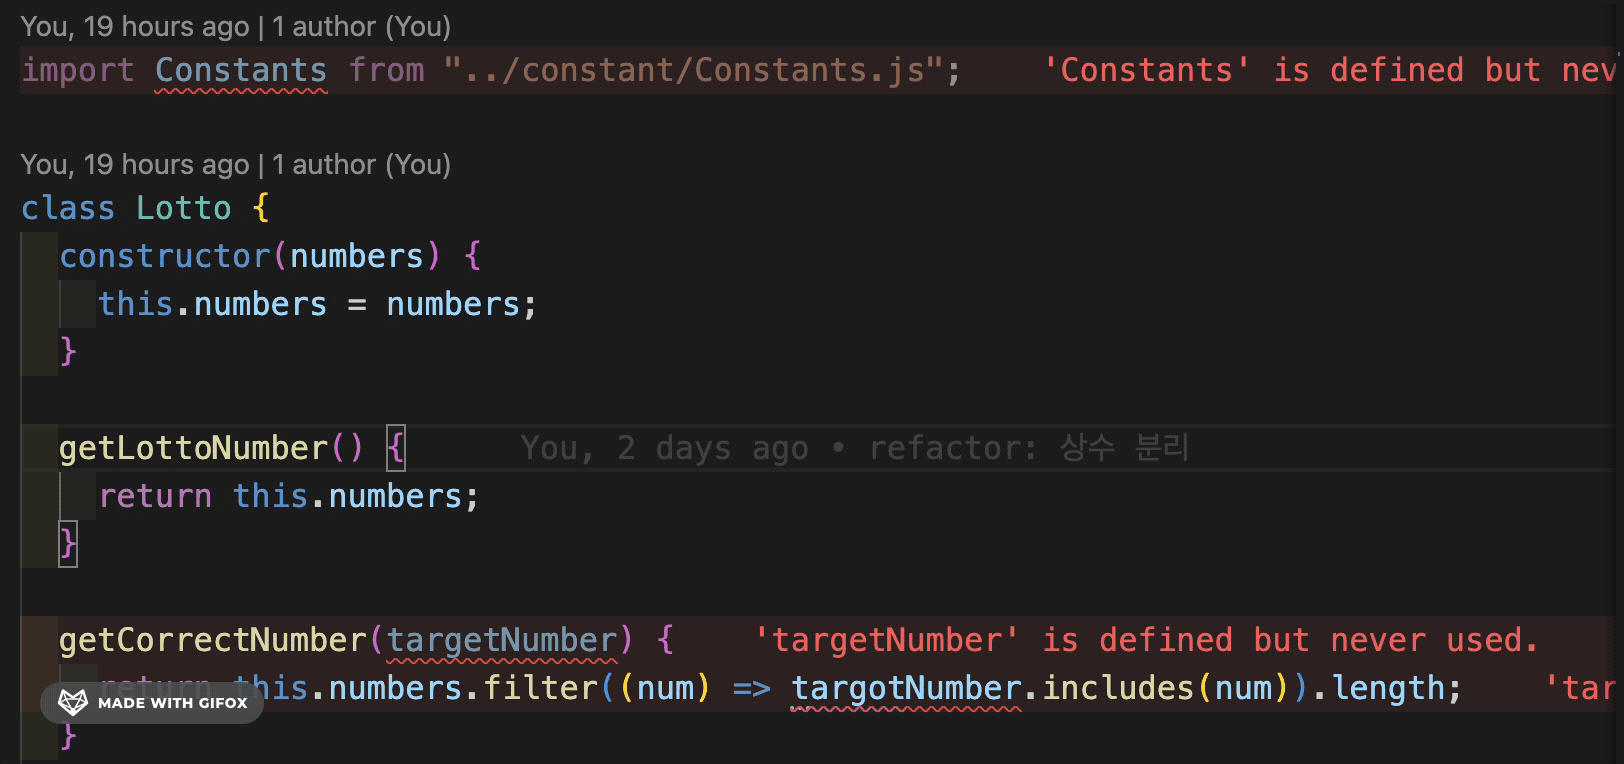 You, 19 hours ago | 1 author (You)
import Constants from "../constant/Constants.js"; 'Constants' is defined but nev
You, 19 hours ago | 1 author (You)
class Lotto {
constructor(numbers) {
this.numbers = numbers;
}
getLottoNumber() { You, 2 days ago • refactor: 상수 분리
return this.numbers;
}
getCorrectNumber(targetNumber) { 'targetNumber' is defined but never used.
return this.numbers.filter((num) => targotNumber.includes(num)).length; 'tar
MADE WITH GIFOX
}